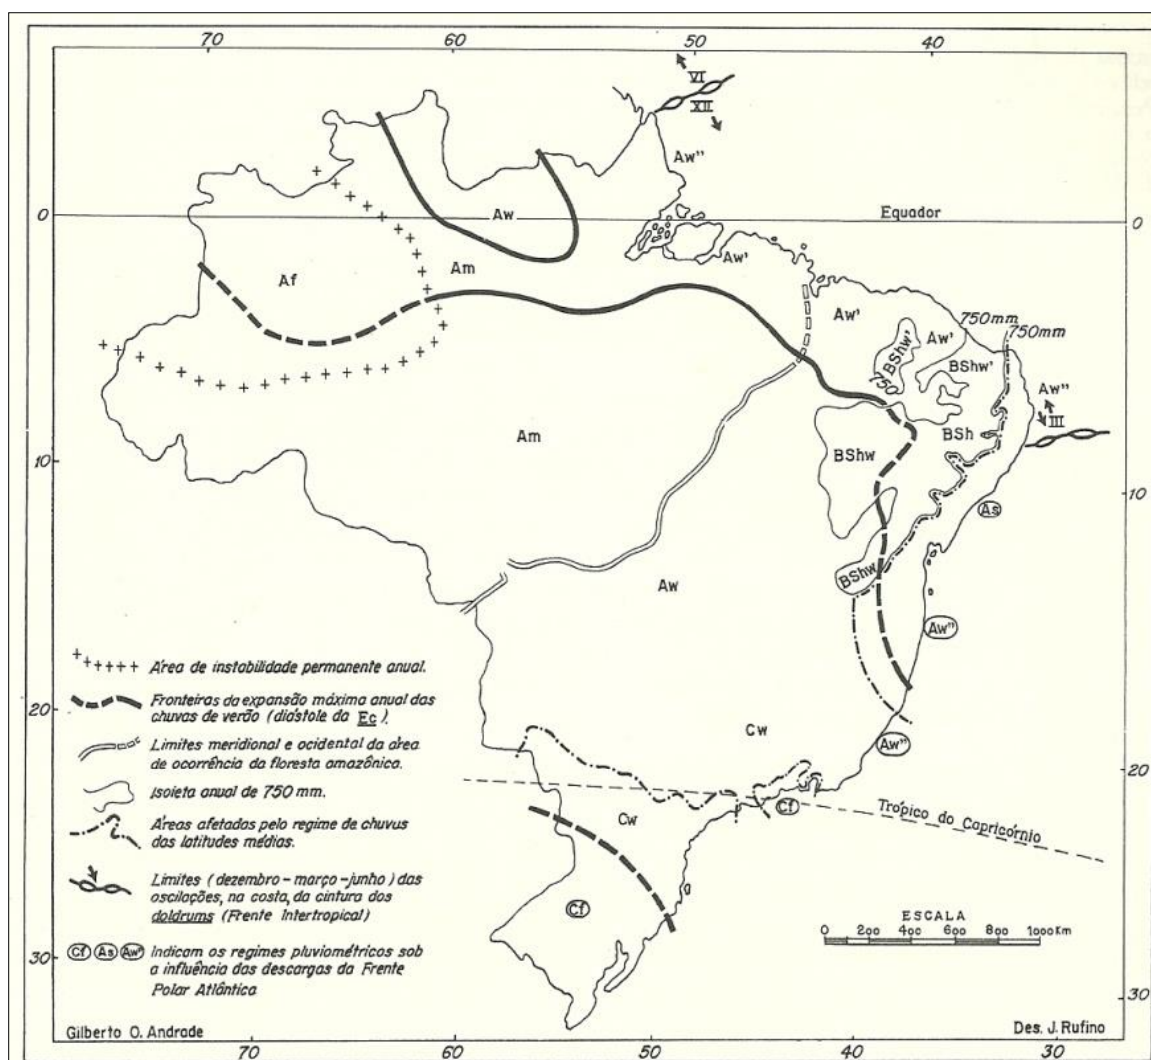 70
60
50
40
VI
XII
Aw"
0
Aw
Equador
0
Am
Af
Aw'
Aw'
750mm
750mm
BShw'
Aw'
750
BShw'
Aw"
III
Am
BSh
BShw
10
10
As
BShw
Aw
Aw"
Área de instabilidade permanente anual.
Fronteiras da expansão máxima anual das
chuvas de verão (diástole da Ec).
20
Cw
Aw"
Limites meridional e ocidental da área
de ocorrência da floresta amazônica.
20
Isoieta anual de 750 mm.
Cf
Trópico do Capricórnio
Cw
Áreas afetadas pelo regime de chuvas
das latitudes médias.
Limites (dezembro-março-junho) das
oscilações, na costa, da cintura dos
doldrums (Frente Intertropical)
Cf
ESCALA
0 200 400 600 800 1000 Km
30
Cf As Aw" Indicam os regimes pluviométricos sob
a influência das descargas da Frente
Polar Atlântica
30
Gilberto O. Andrade
Des. J. Rufino
70
60
50
40
30